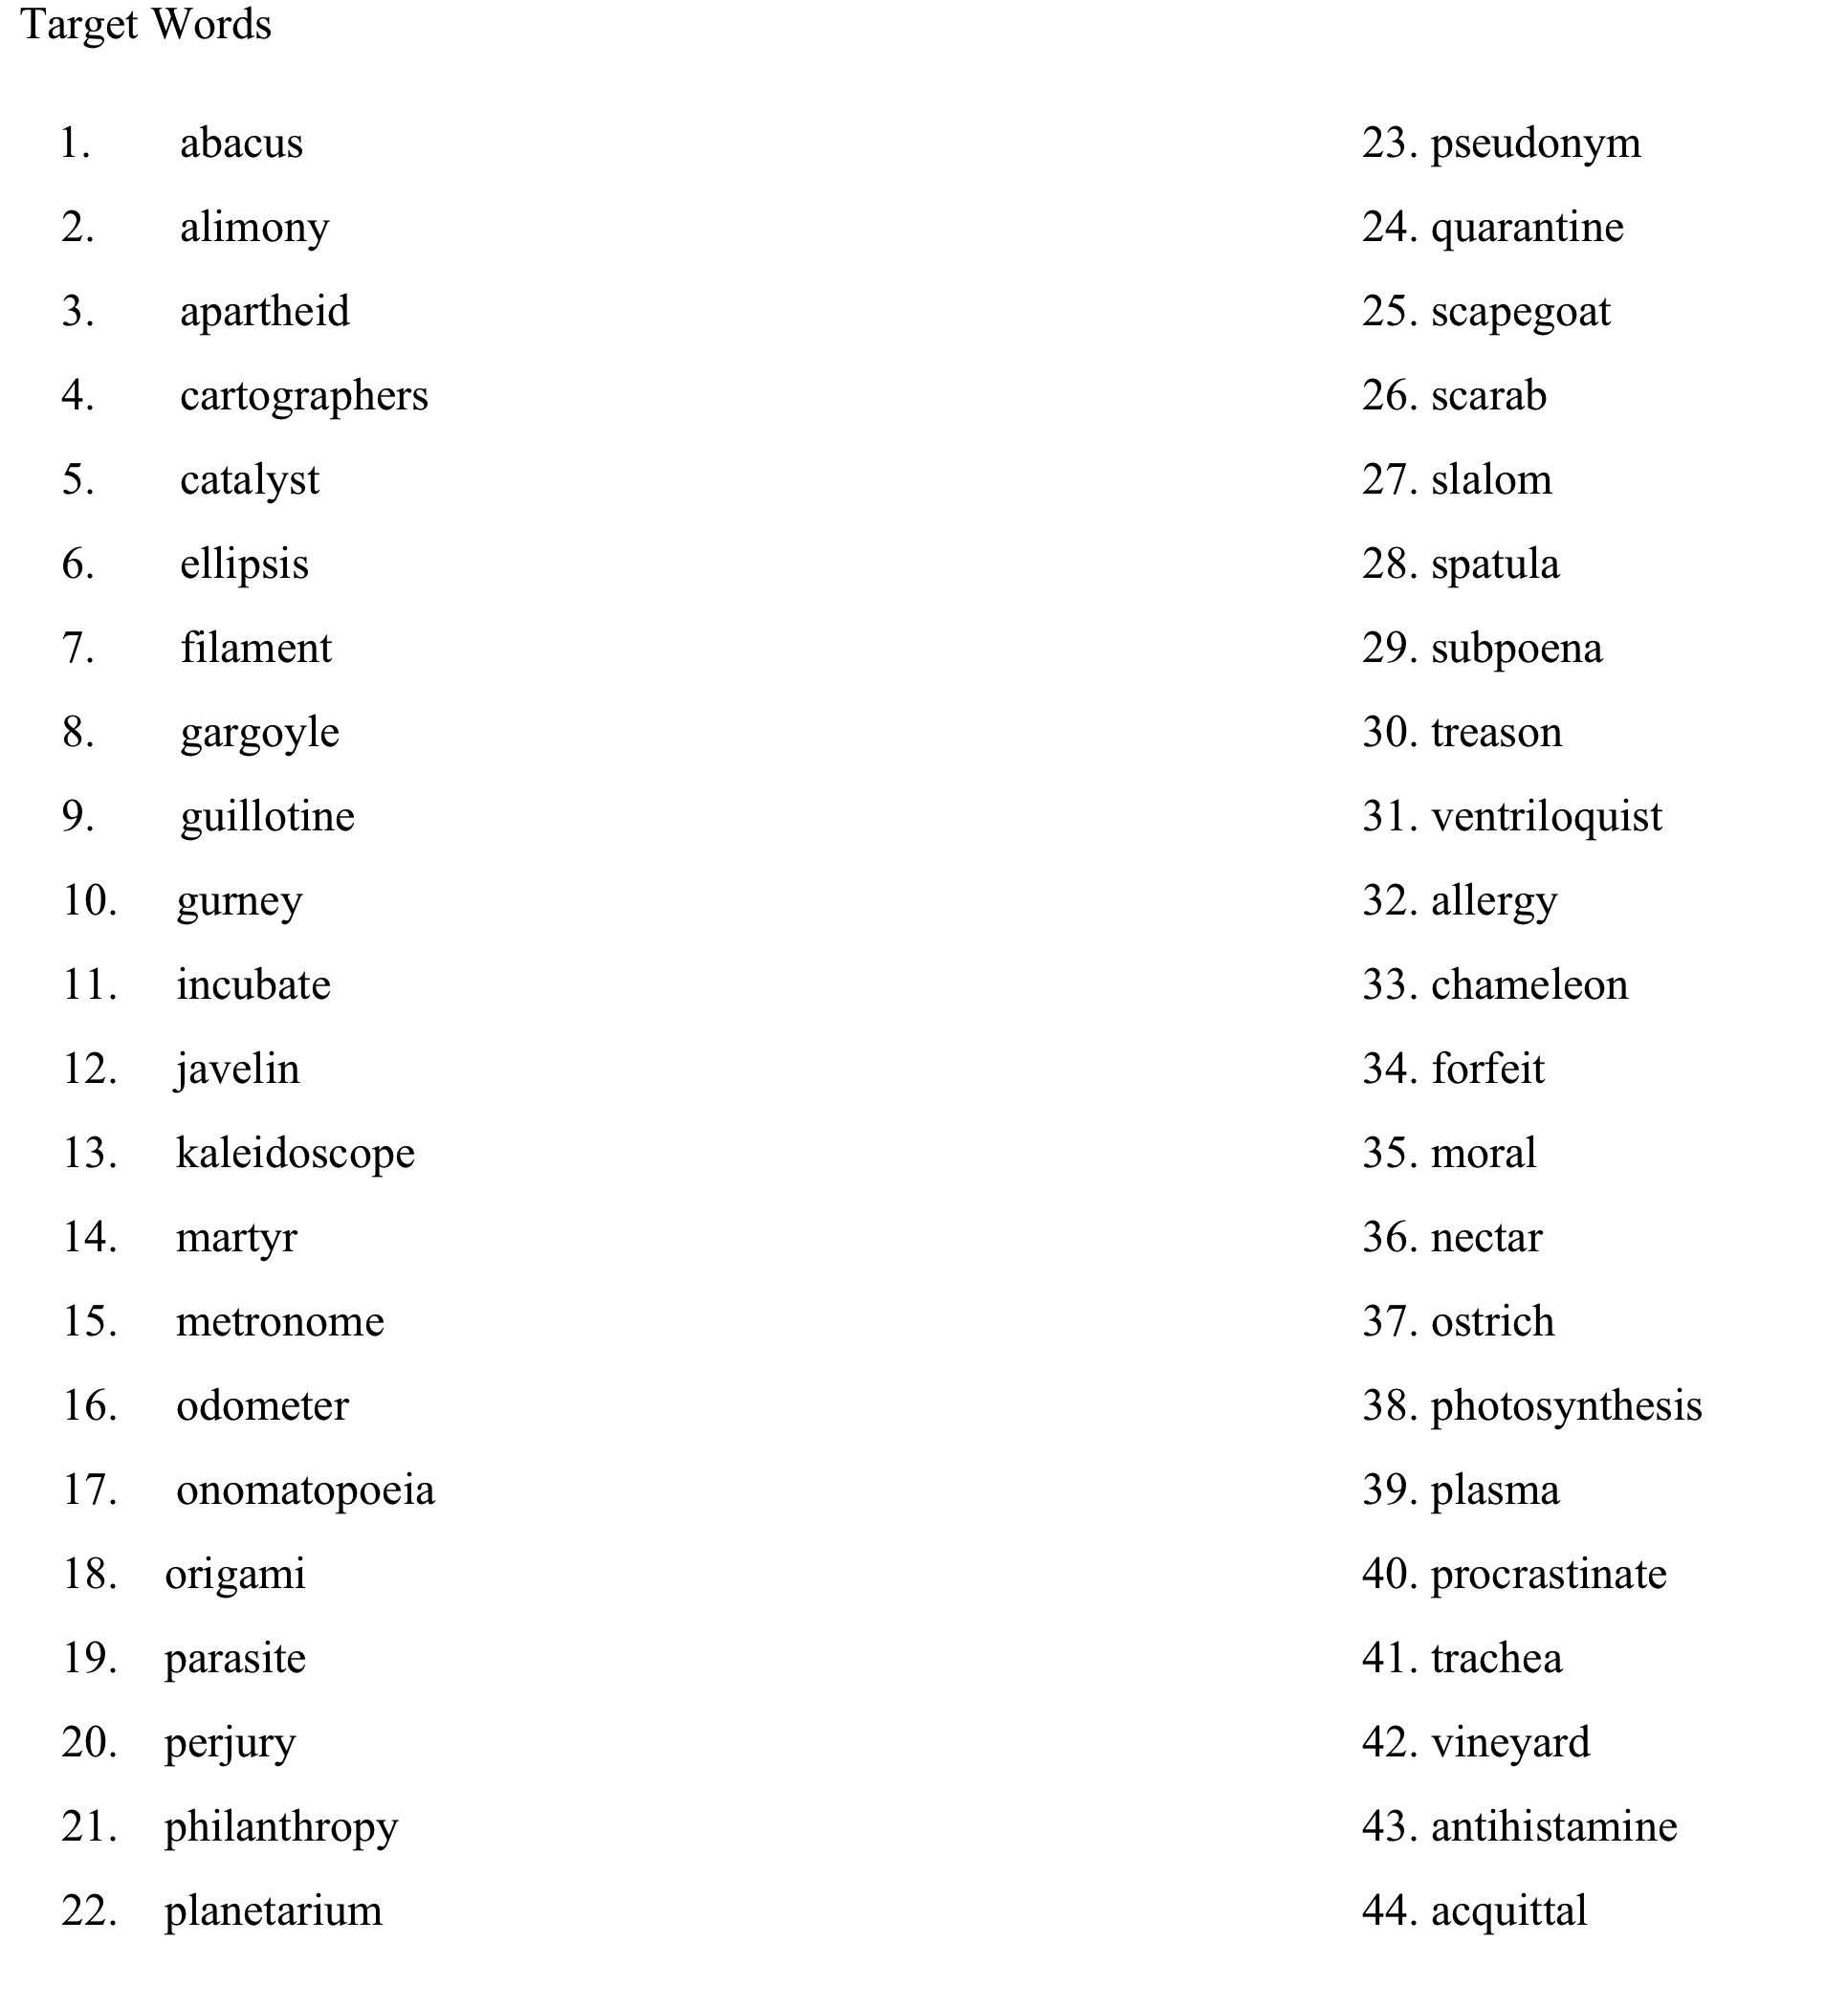 Target Words
1. abacus
2. alimony
3. apartheid
4. cartographers
5. catalyst
6. ellipsis
7. filament
8. gargoyle
9. guillotine
10. gurney
11. incubate
12. javelin
13. kaleidoscope
14. martyr
15. metronome
16. odometer
17. onomatopoeia
18. origami
19. parasite
20. perjury
21. philanthropy
22. planetarium
23. pseudonym
24. quarantine
25. scapegoat
26. scarab
27. slalom
28. spatula
29. subpoena
30. treason
31. ventriloquist
32. allergy
33. chameleon
34. forfeit
35. moral
36. nectar
37. ostrich
38. photosynthesis
39. plasma
40. procrastinate
41. trachea
42. vineyard
43. antihistamine
44. acquittal